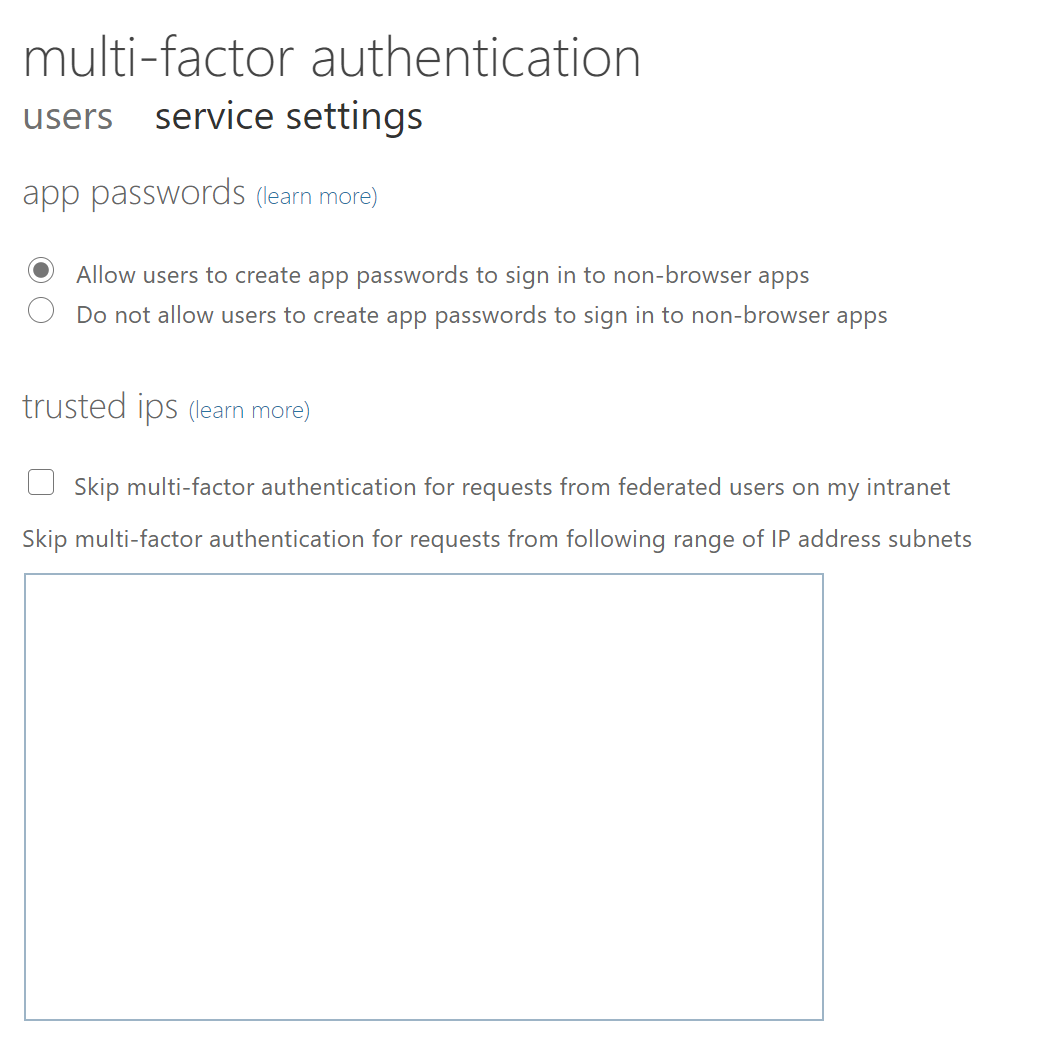 multi-factor authentication
users service settings
app passwords (learn more)
Allow users to create app passwords to sign in to non-browser apps
Do not allow users to create app passwords to sign in to non-browser apps
trusted ips (learn more)
Skip multi-factor authentication for requests from federated users on my intranet
Skip multi-factor authentication for requests from following range of IP address subnets